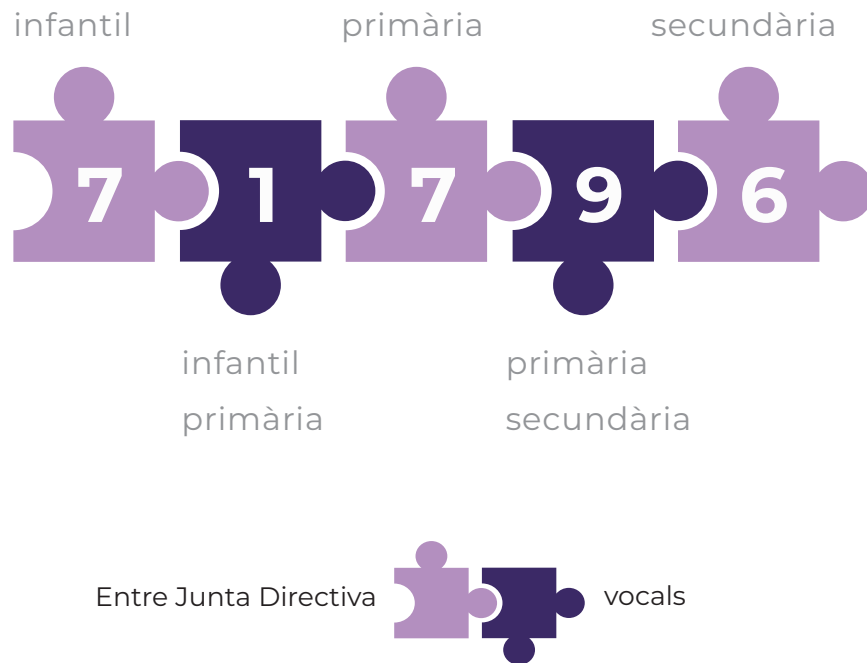 infantil primària secundària
7 1 7 9 6
infantil primària
primària secundària
Entre Junta Directiva vocals